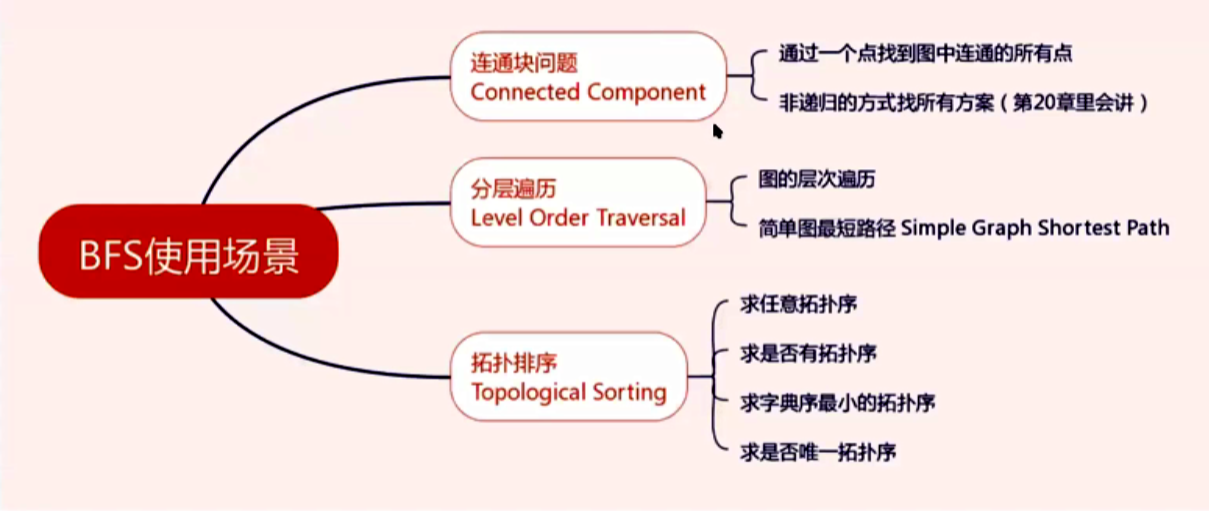 BFS使用场景
连通块问题
Connected Component
通过一个点找到图中连通的所有点
非递归的方式找所有方案（第20章里会讲）
分层遍历
Level Order Traversal
图的层次遍历
简单图最短路径 Simple Graph Shortest Path
拓扑排序
Topological Sorting
求任意拓扑序
求是否有拓扑序
求字典序最小的拓扑序
求是否唯一拓扑序